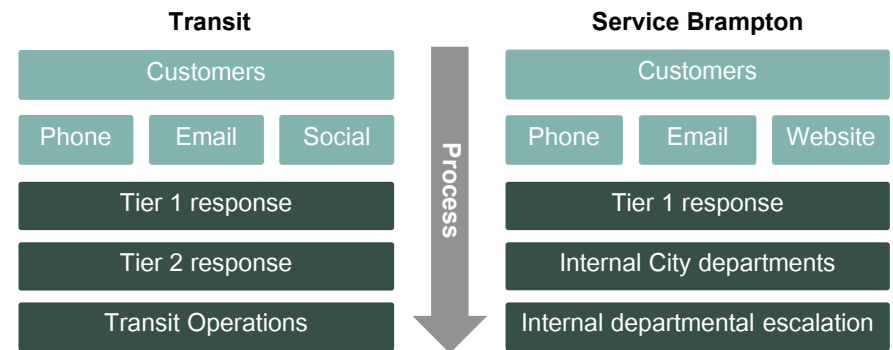 Transit
Service Brampton
Customers
Customers
Phone
Email
Social
Phone
Email
Website
Process
Tier 1 response
Tier 1 response
Tier 2 response
Internal City departments
Transit Operations
Internal departmental escalation